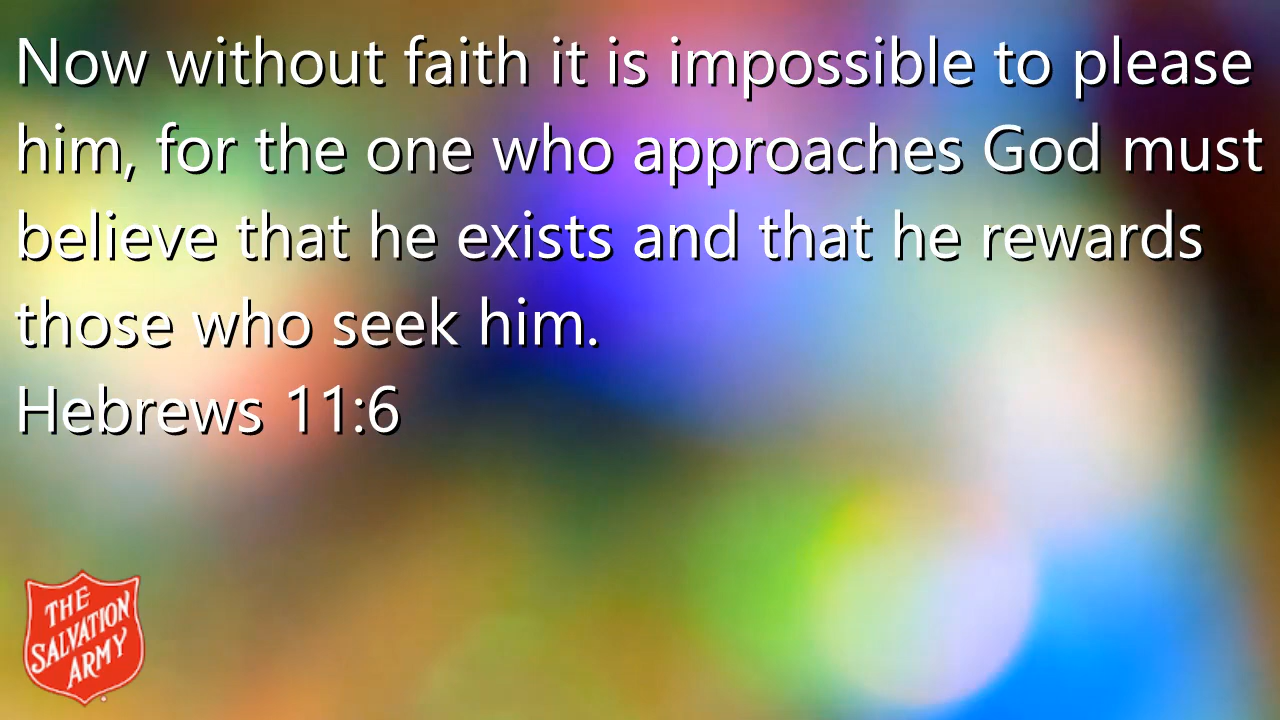 Now without faith it is impossible to please
him, for the one who approaches God must
believe that he exists and that he rewards
those who seek him.
Hebrews 11:6
THE
SALVATION
ARMY